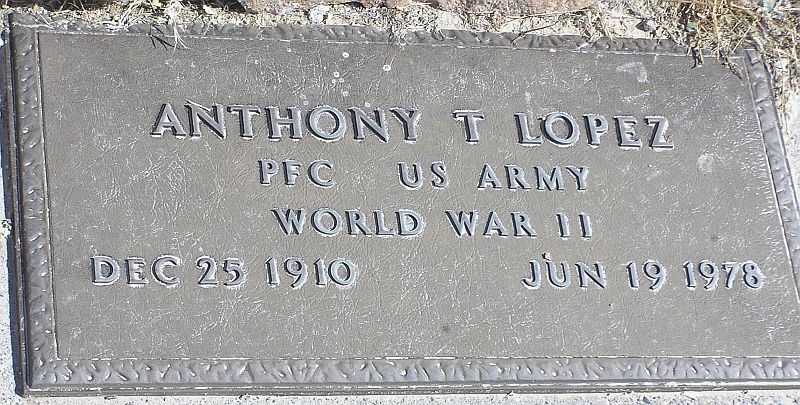 ANTHONY T LOPEZ
PFC US ARMY
WORLD WAR II
DEC 25 1910 JUN 19 1978